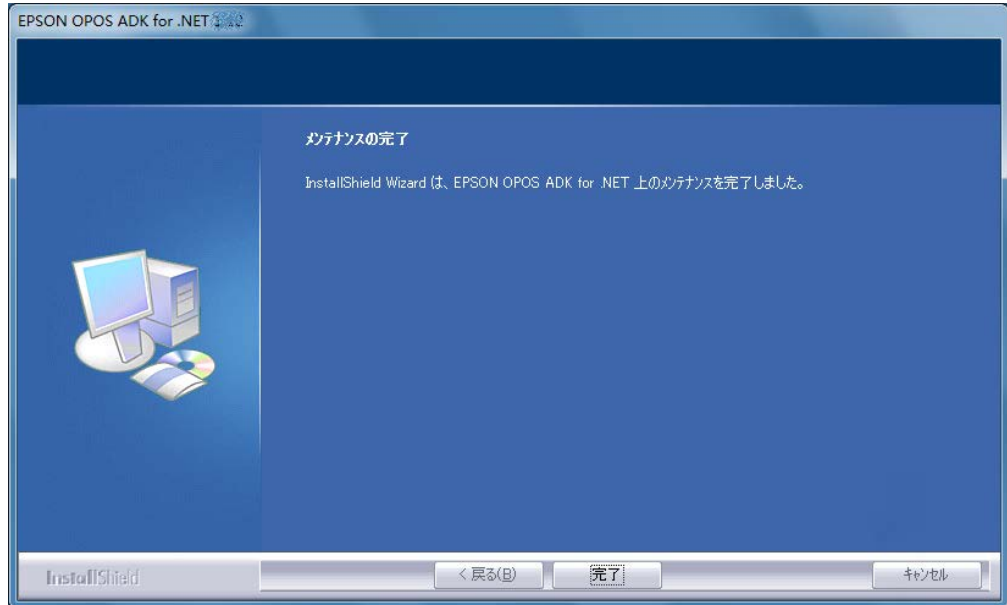 EPSON OPOS ADK for .NET
メンテナンスの完了
InstallShield Wizard は、EPSON OPOS ADK for .NET 上のメンテナンスを完了しました。
InstallShield
< 戻る(B)
完了
キャンセル